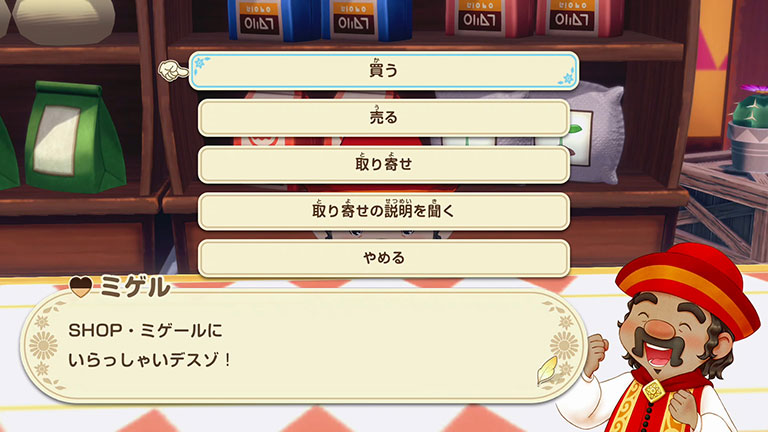 買う
売る
取り寄せ
取り寄せの説明を聞く
やめる
ミゲル
SHOP・ミゲールに
いらっしゃいデスゾ！